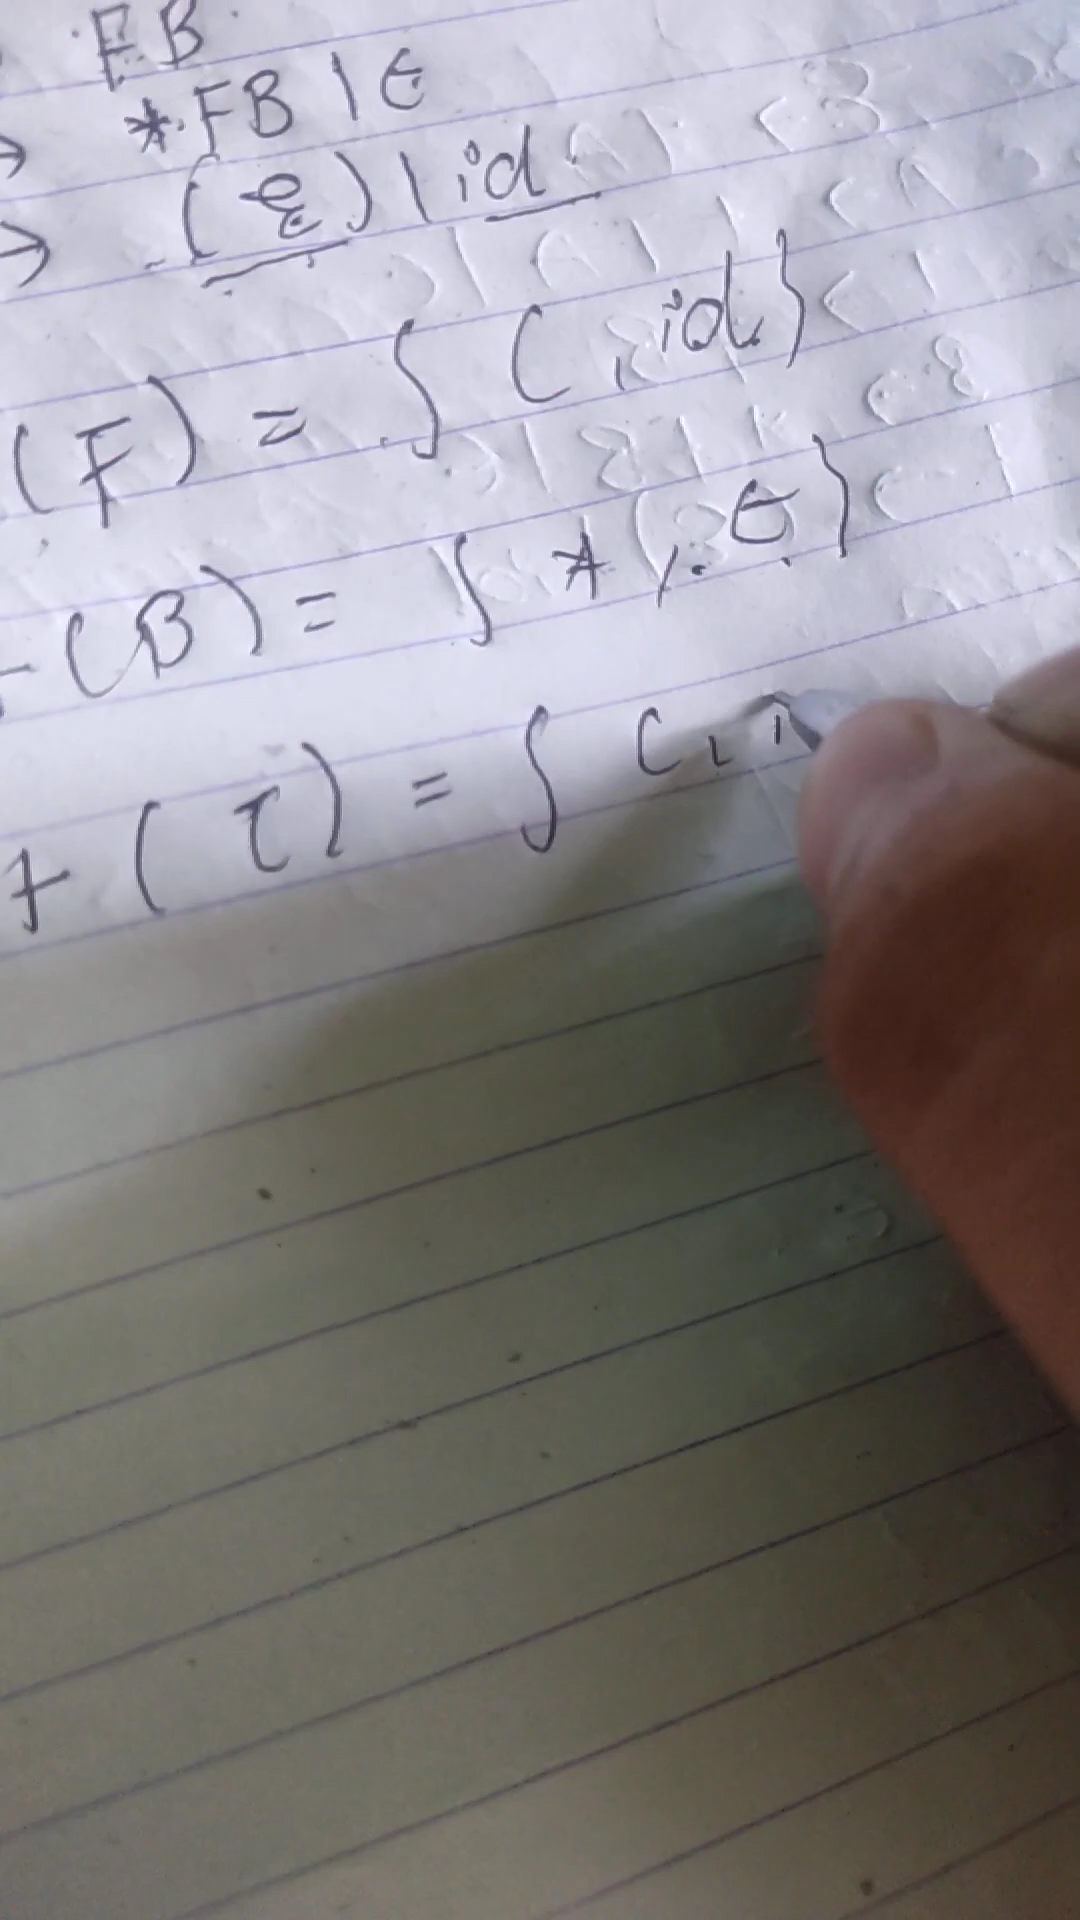 FB
→ *FB | ϵ
→ (E) | id
(F) = { (, id}
(B) = { *, ϵ}
+ (T) = { (, i